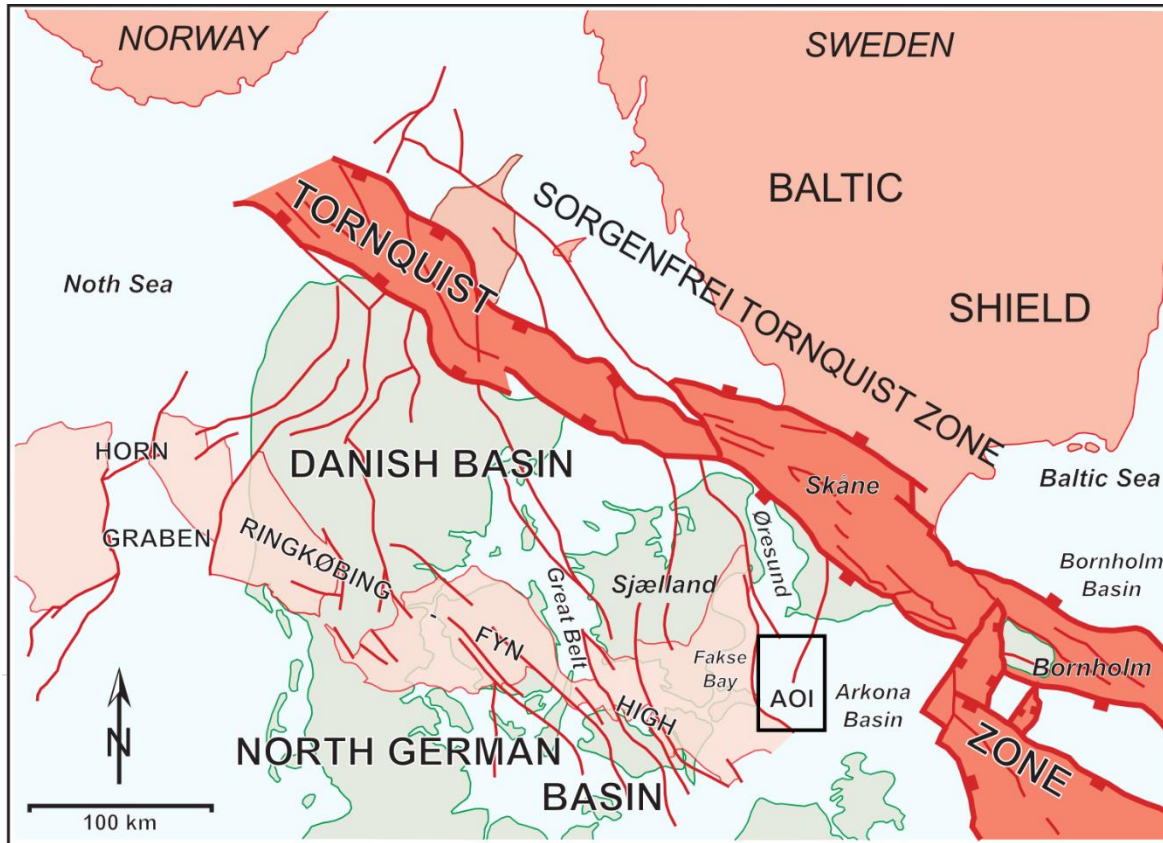 NORWAY
SWEDEN
BALTIC
SHIELD
TORNQUIST
SORGENFREI TORNQUIST ZONE
Noth Sea
HORN
GRABEN
DANISH BASIN
RINGKØBING
-
FYN
HIGH
Great Belt
Sjælland
Øresund
Skåne
Baltic Sea
Bornholm
Basin
Bornholm
Fakse
Bay
AOI
Arkona
Basin
ZONE
NORTH GERMAN
BASIN
N
100 km